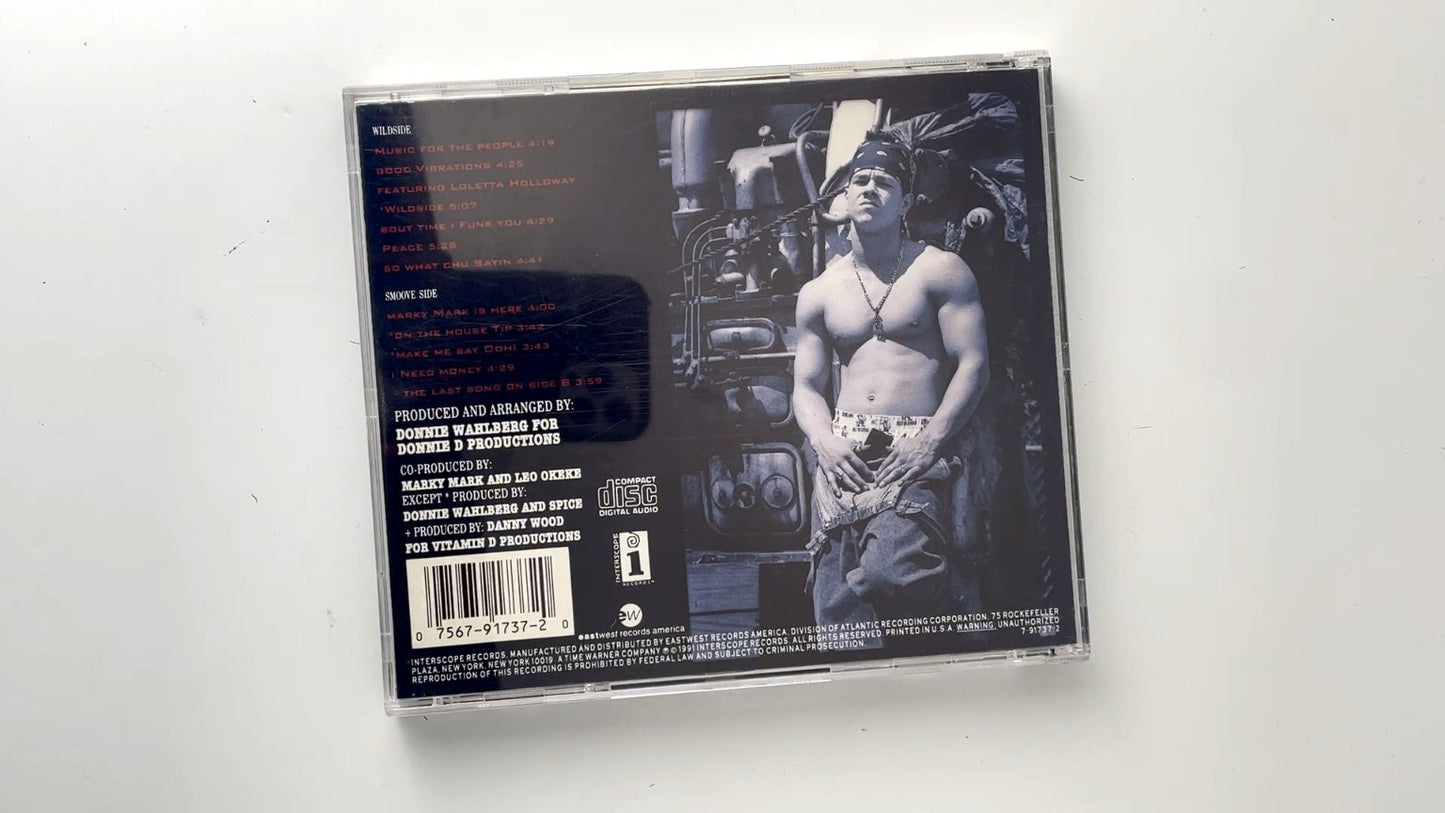 WILDSIDE
MUSIC FOR THE PEOPLE 4:19
GOOD VIBRATIONS 4:25
FEATURING LOLETTA HOLLOWAY
*WILDSIDE 5:07
BOUT TIME I FUNK YOU 4:29
PEACE 5:28
SO WHAT CHU SAYIN 4:41
SMOOVE SIDE
MARKY MARK IS HERE 4:00
*ON THE HOUSE TIP 3:42
*MAKE ME SAY OOH! 3:43
I NEED MONEY 4:29
+THE LAST SONG ON SIDE B 3:59
PRODUCED AND ARRANGED BY:
DONNIE WAHLBERG FOR
DONNIE D PRODUCTIONS
CO-PRODUCED BY:
MARKY MARK AND LEO OKEKE
EXCEPT * PRODUCED BY:
DONNIE WAHLBERG AND SPICE
+ PRODUCED BY: DANNY WOOD
FOR VITAMIN D PRODUCTIONS
COMPACT
disc
DIGITAL AUDIO
INTERSCOPE
i
RECORDS
ew
eastwest records america
0 7567-91737-2 0
INTERSCOPE RECORDS, MANUFACTURED AND DISTRIBUTED BY EASTWEST RECORDS AMERICA, DIVISION OF ATLANTIC RECORDING CORPORATION, 75 ROCKEFELLER
PLAZA, NEW YORK, NEW YORK 10019 A TIME WARNER COMPANY ℗ © 1991 INTERSCOPE RECORDS. ALL RIGHTS RESERVED. PRINTED IN U.S.A. WARNING: UNAUTHORIZED
REPRODUCTION OF THIS RECORDING IS PROHIBITED BY FEDERAL LAW AND SUBJECT TO CRIMINAL PROSECUTION.
7 91737-2